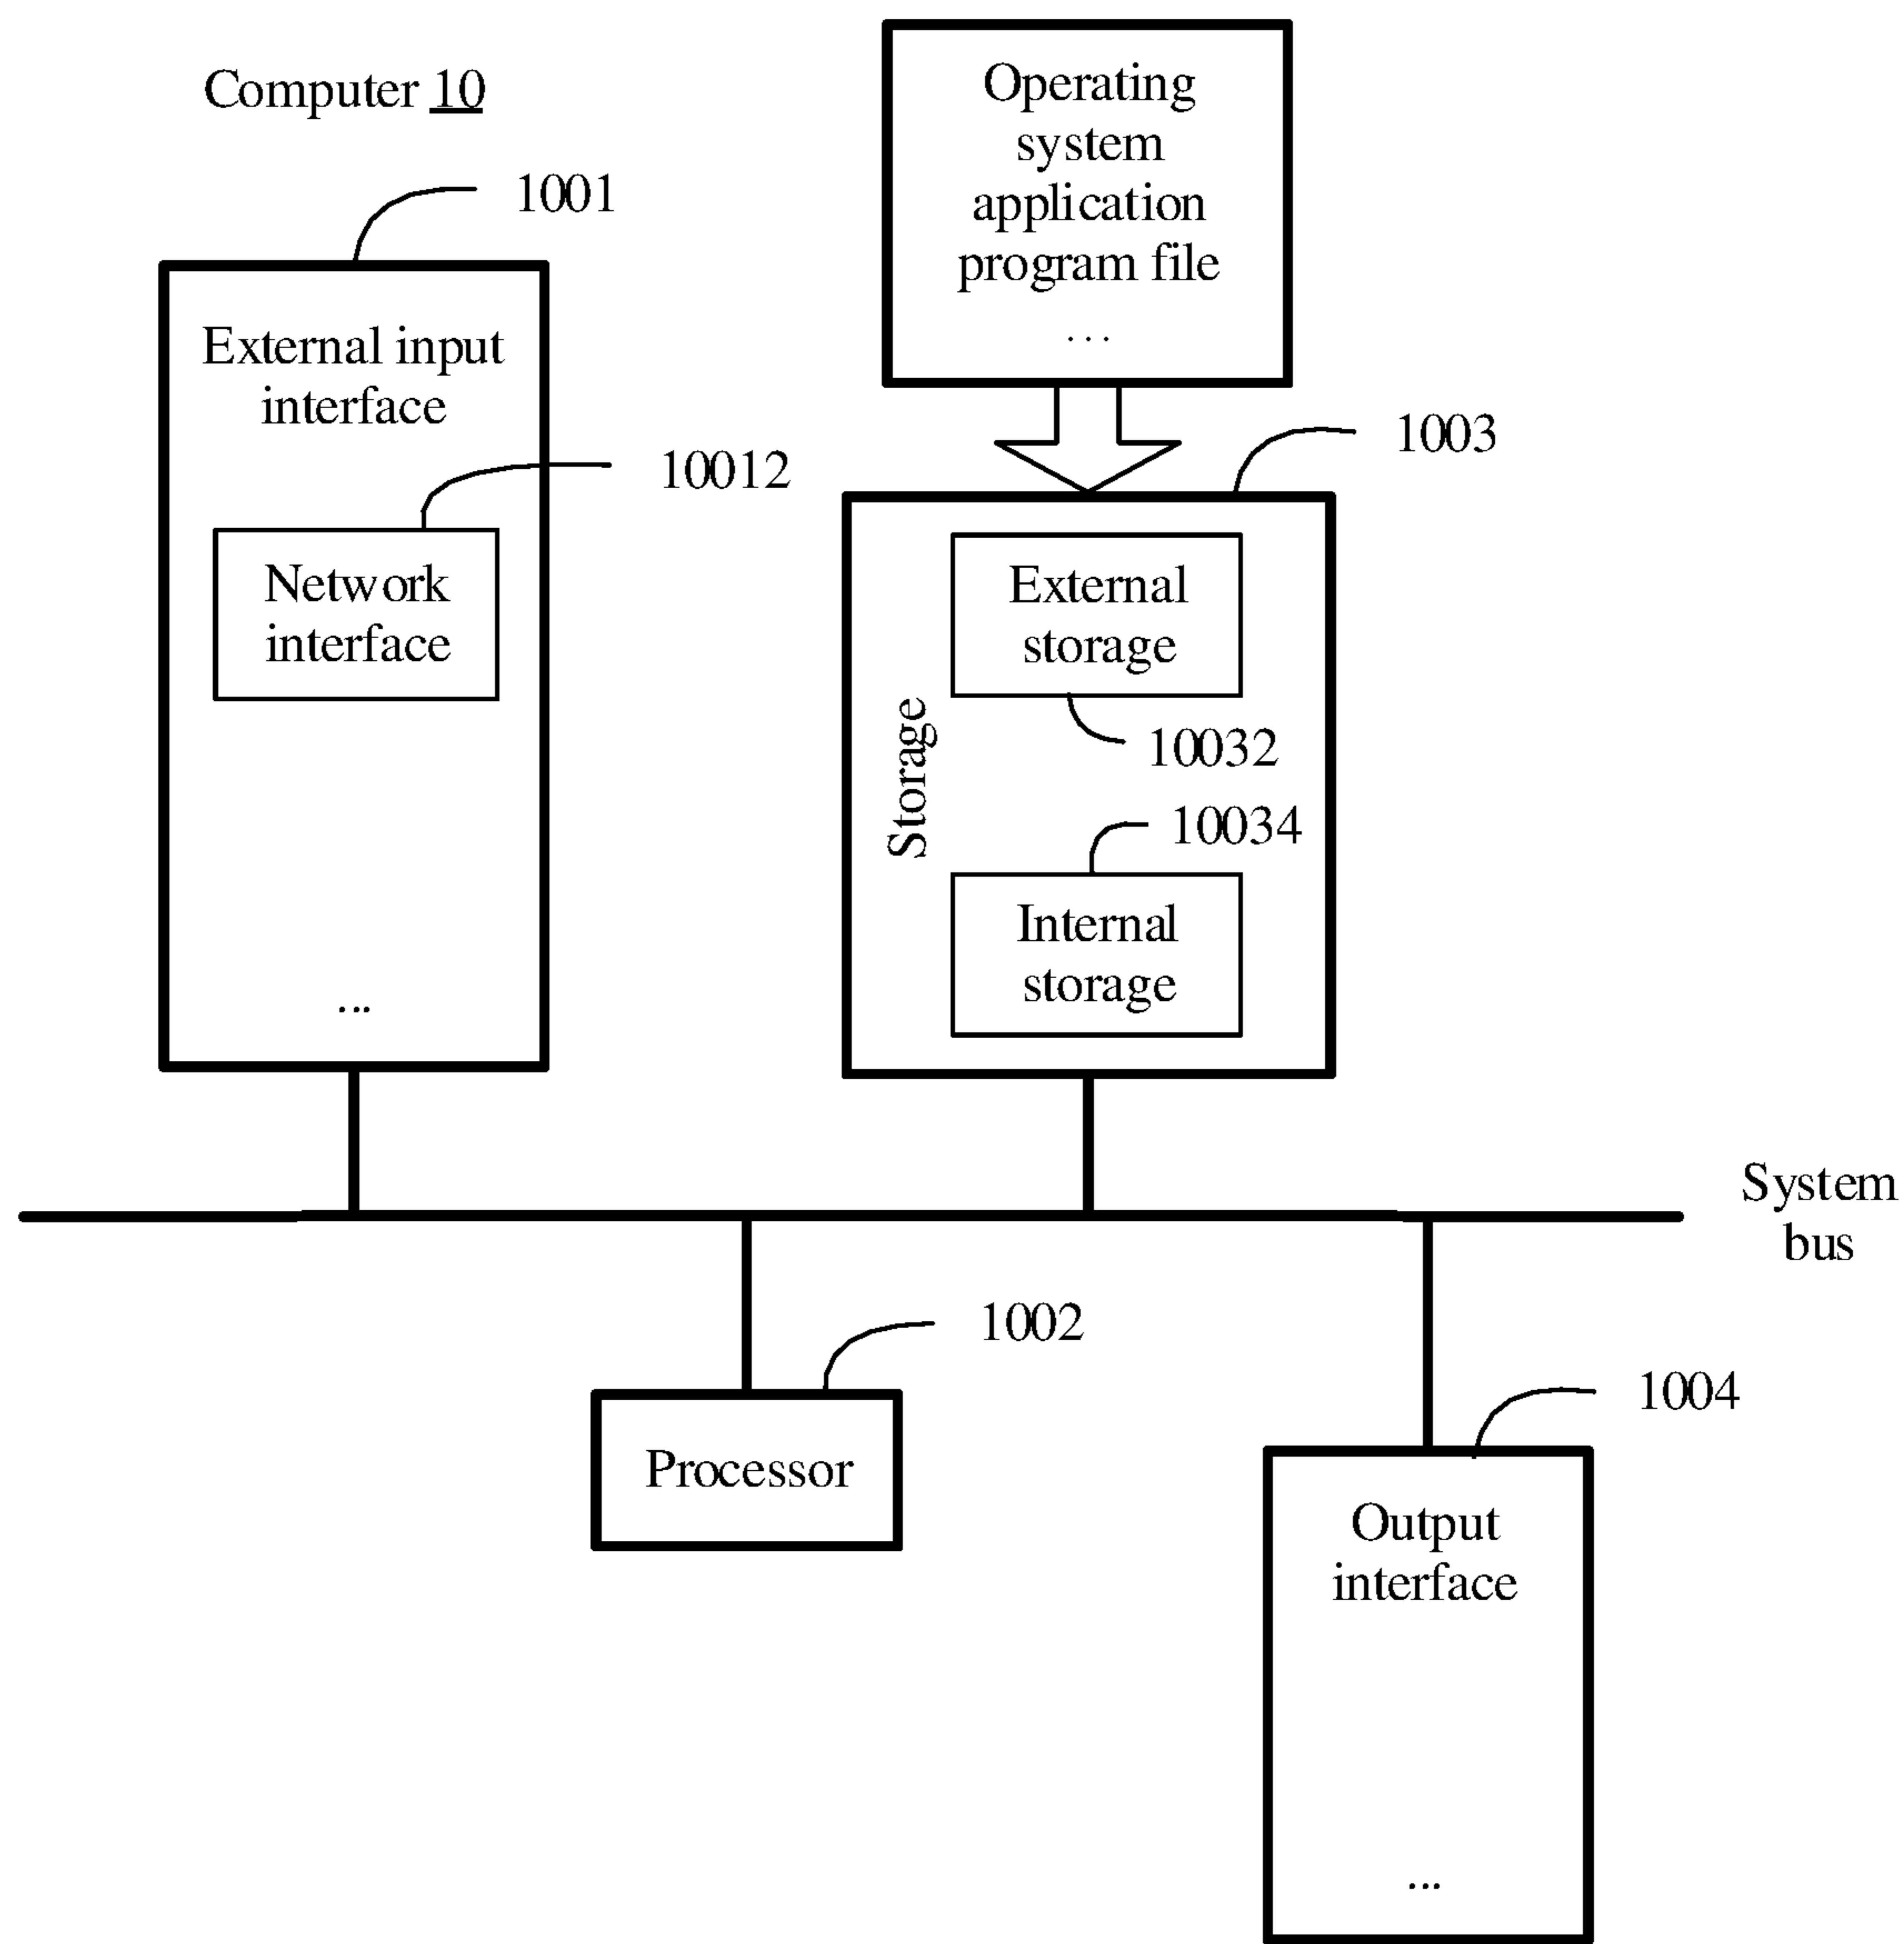 Computer 10
1001
External input
interface
10012
Network
interface
...
Operating
system
application
program file
...
1003
Storage
External
storage
10032
10034
Internal
storage
System
bus
1002
Processor
1004
Output
interface
...